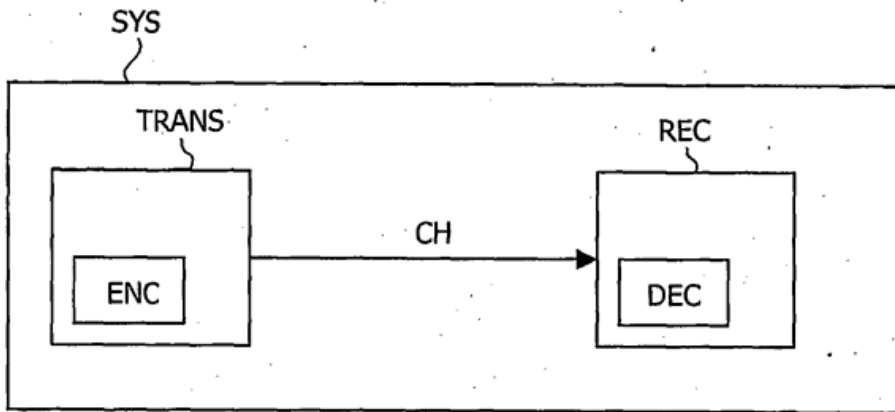 SYS
TRANS
REC
CH
ENC
DEC